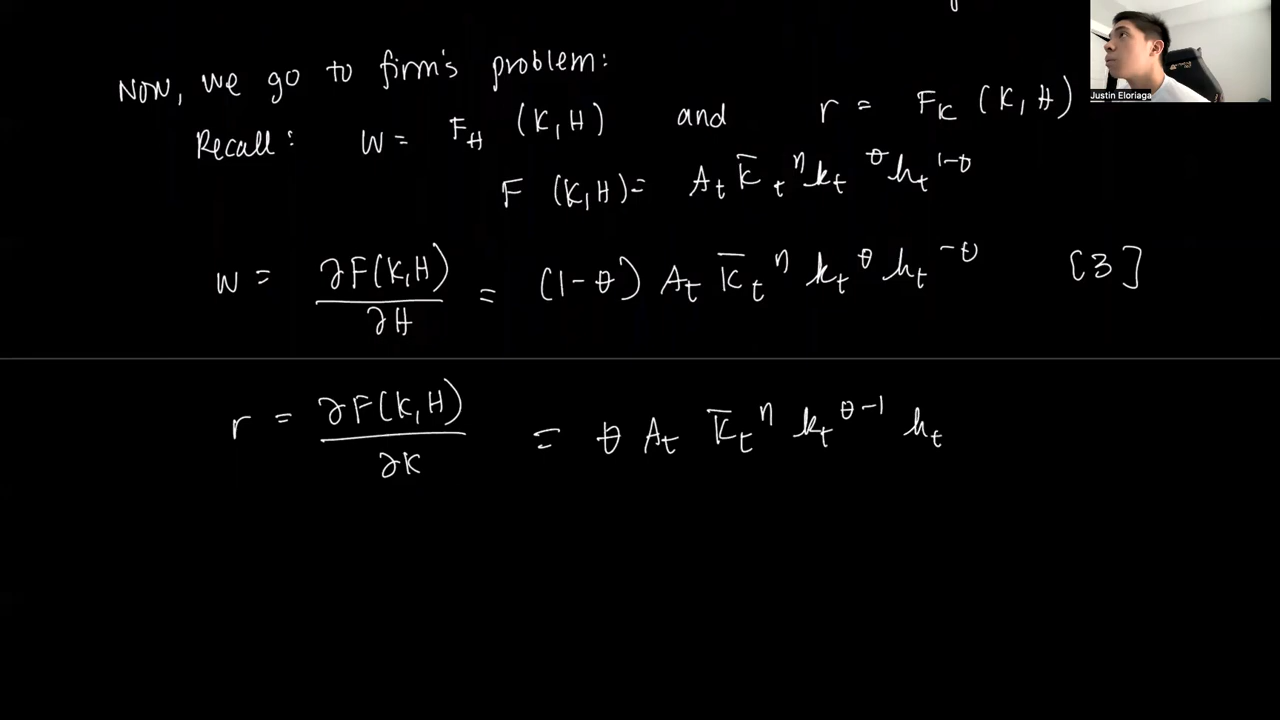 Now, we go to firm's problem:
Justin Eloriaga
Recall: w = F_H (K, H) and r = F_K (K, H)
F (K, H) = A_t K̄_t^η k_t^θ h_t^{1-θ}
w = ∂F(K, H)/∂H = (1-θ) A_t K̄_t^η k_t^θ h_t^{-θ} [3]
r = ∂F(K, H)/∂K = θ A_t K̄_t^η k_t^{θ-1} h_t